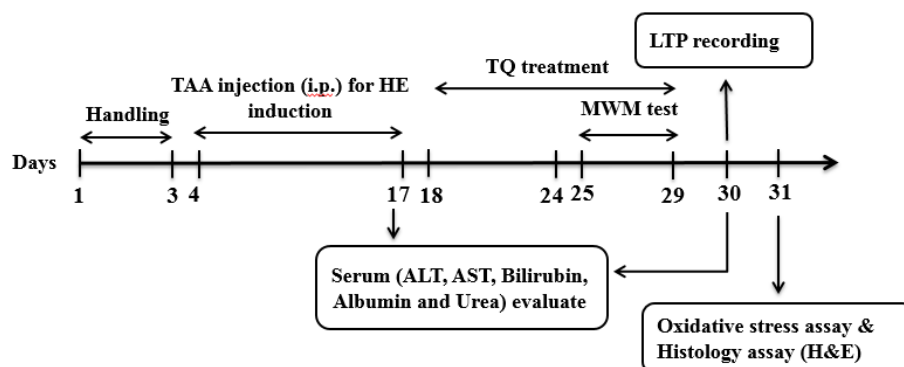 LTP recording
TQ treatment
TAA injection (i.p.) for HE
induction
Handling
MWM test
Days
1
3
4
17
18
24
25
29
30
31
Serum (ALT, AST, Bilirubin,
Albumin and Urea) evaluate
Oxidative stress assay &
Histology assay (H&E)